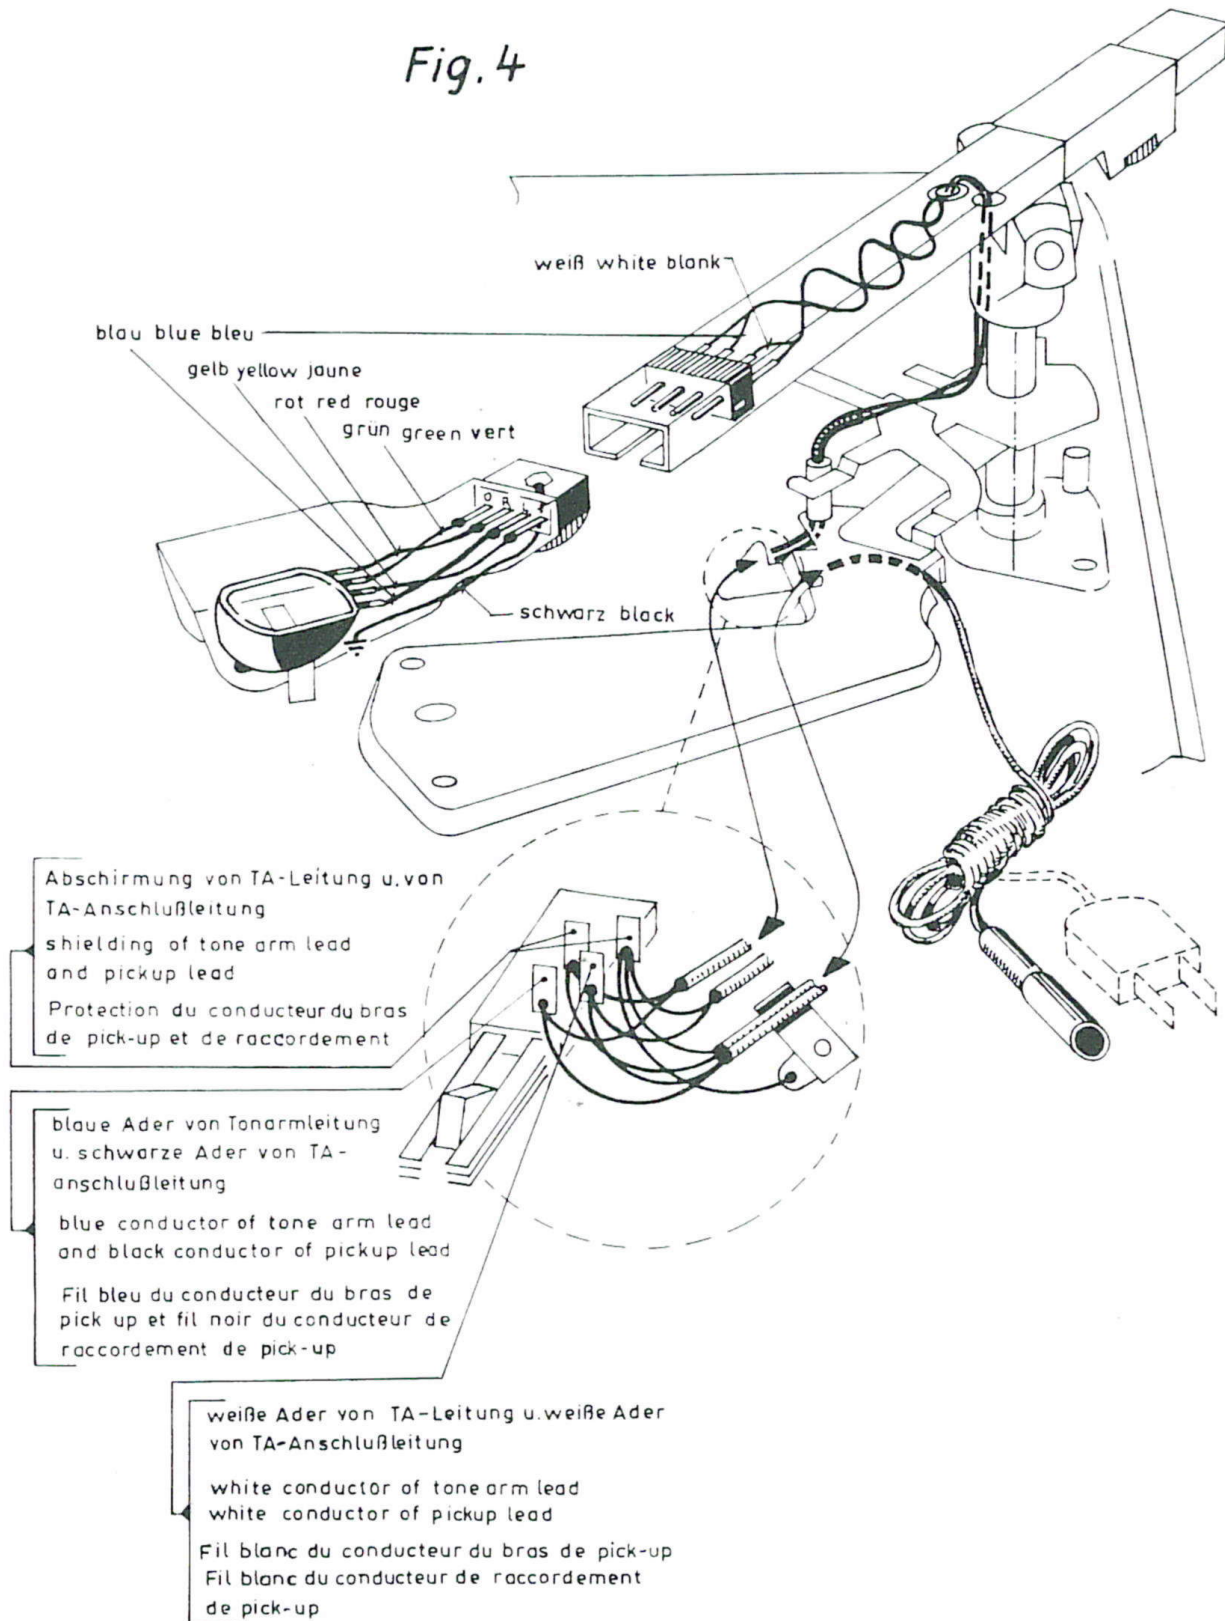 Fig. 4
weiß white blank
blau blue bleu
gelb yellow jaune
rot red rouge
grün green vert
schwarz black
Abschirmung von TA-Leitung u. von
TA-Anschlußleitung
shielding of tone arm lead
and pickup lead
Protection du conducteur du bras
de pick-up et de raccordement
blaue Ader von Tonarmleitung
u. schwarze Ader von TA-
anschlußleitung
blue conductor of tone arm lead
and black conductor of pickup lead
Fil bleu du conducteur du bras de
pick up et fil noir du conducteur de
raccordement de pick-up
weiße Ader von TA-Leitung u. weiße Ader
von TA-Anschlußleitung
white conductor of tone arm lead
white conductor of pickup lead
Fil blanc du conducteur du bras de pick-up
Fil blanc du conducteur de raccordement
de pick-up